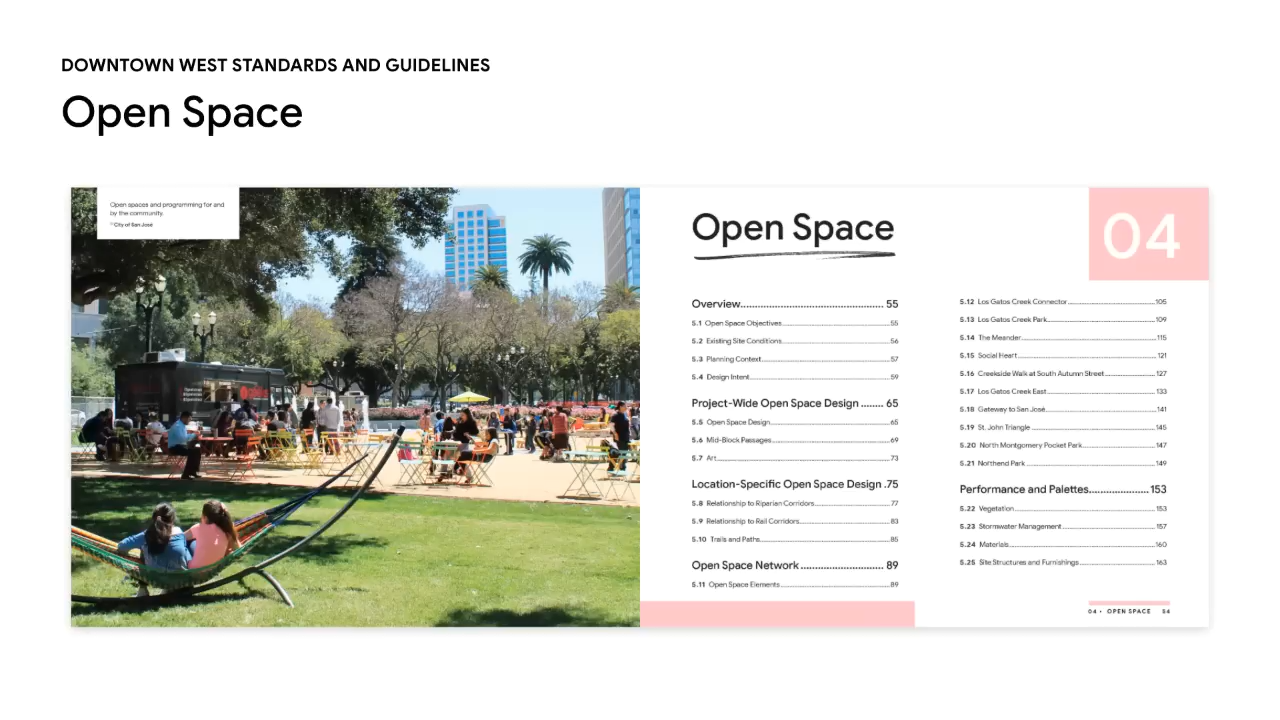 DOWNTOWN WEST STANDARDS AND GUIDELINES
Open Space
Open spaces and programming for and
by the community.
City of San José
Open Space
04
Overview 55
5.1 Open Space Objectives 55
5.2 Existing Site Conditions 56
5.3 Planning Context 57
5.4 Design Intent 59
Project-Wide Open Space Design 65
5.5 Open Space Design 65
5.6 Mid-Block Passages 69
5.7 Art 73
Location-Specific Open Space Design 75
5.8 Relationship to Riparian Corridors 77
5.9 Relationship to Rail Corridors 83
5.10 Trails and Paths 85
Open Space Network 89
5.11 Open Space Elements 89
5.12 Los Gatos Creek Connector 105
5.13 Los Gatos Creek Park 109
5.14 The Meander 115
5.15 Social Heart 121
5.16 Creekside Walk at South Autumn Street 127
5.17 Los Gatos Creek East 133
5.18 Gateway to San José 141
5.19 St. John Triangle 145
5.20 North Montgomery Pocket Park 147
5.21 Northend Park 149
Performance and Palettes 153
5.22 Vegetation 153
5.23 Stormwater Management 157
5.24 Materials 160
5.25 Site Structures and Furnishings 163
04 • OPEN SPACE 54